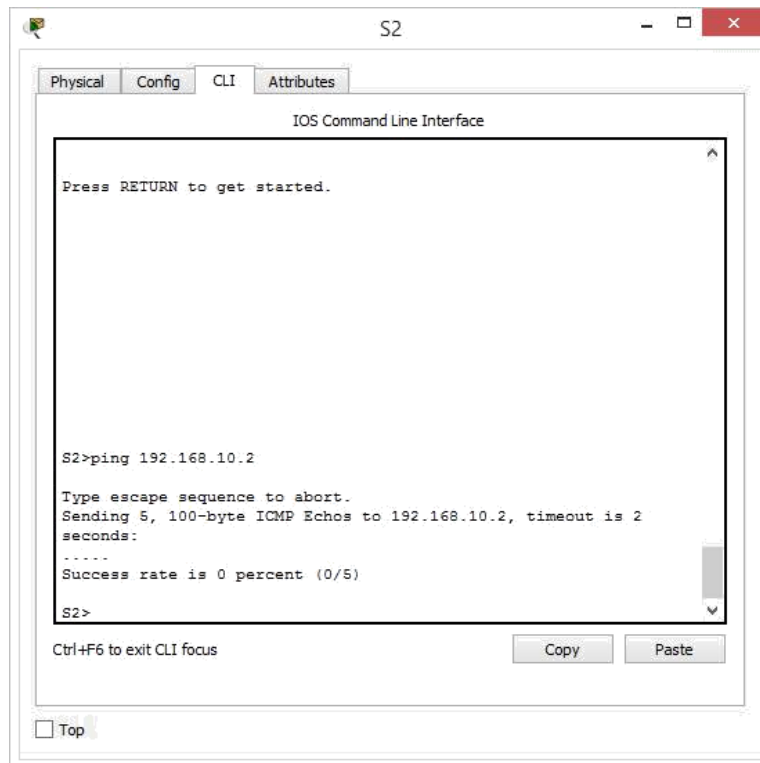 S2
Physical Config CLI Attributes
IOS Command Line Interface
Press RETURN to get started.
S2>ping 192.168.10.2
Type escape sequence to abort.
Sending 5, 100-byte ICMP Echos to 192.168.10.2, timeout is 2
seconds:
.....
Success rate is 0 percent (0/5)
S2>
Ctrl+F6 to exit CLI focus
Copy Paste
Top